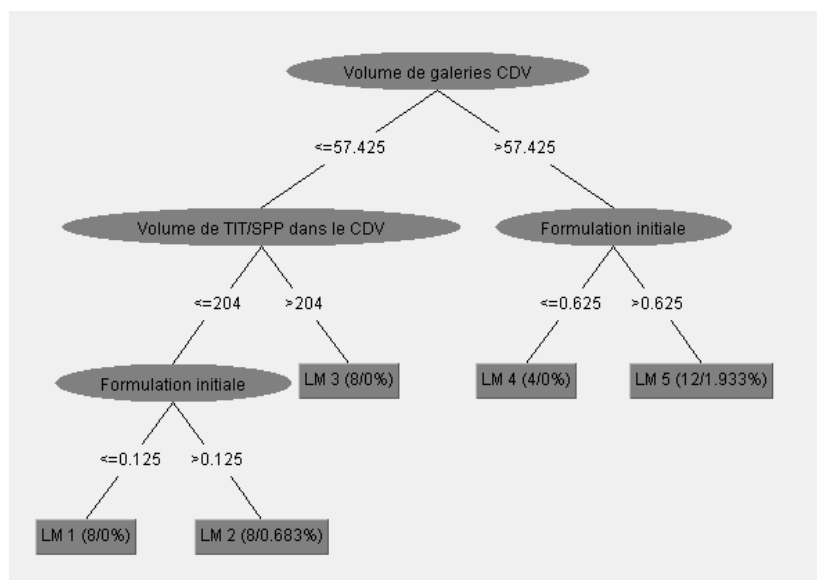 Volume de galeries CDV
<=57.425 >57.425
Volume de TIT/SPP dans le CDV Formulation initiale
<=204 >204 <=0.625 >0.625
Formulation initiale LM 3 (8/0%) LM 4 (4/0%) LM 5 (12/1.933%)
<=0.125 >0.125
LM 1 (8/0%) LM 2 (8/0.683%)